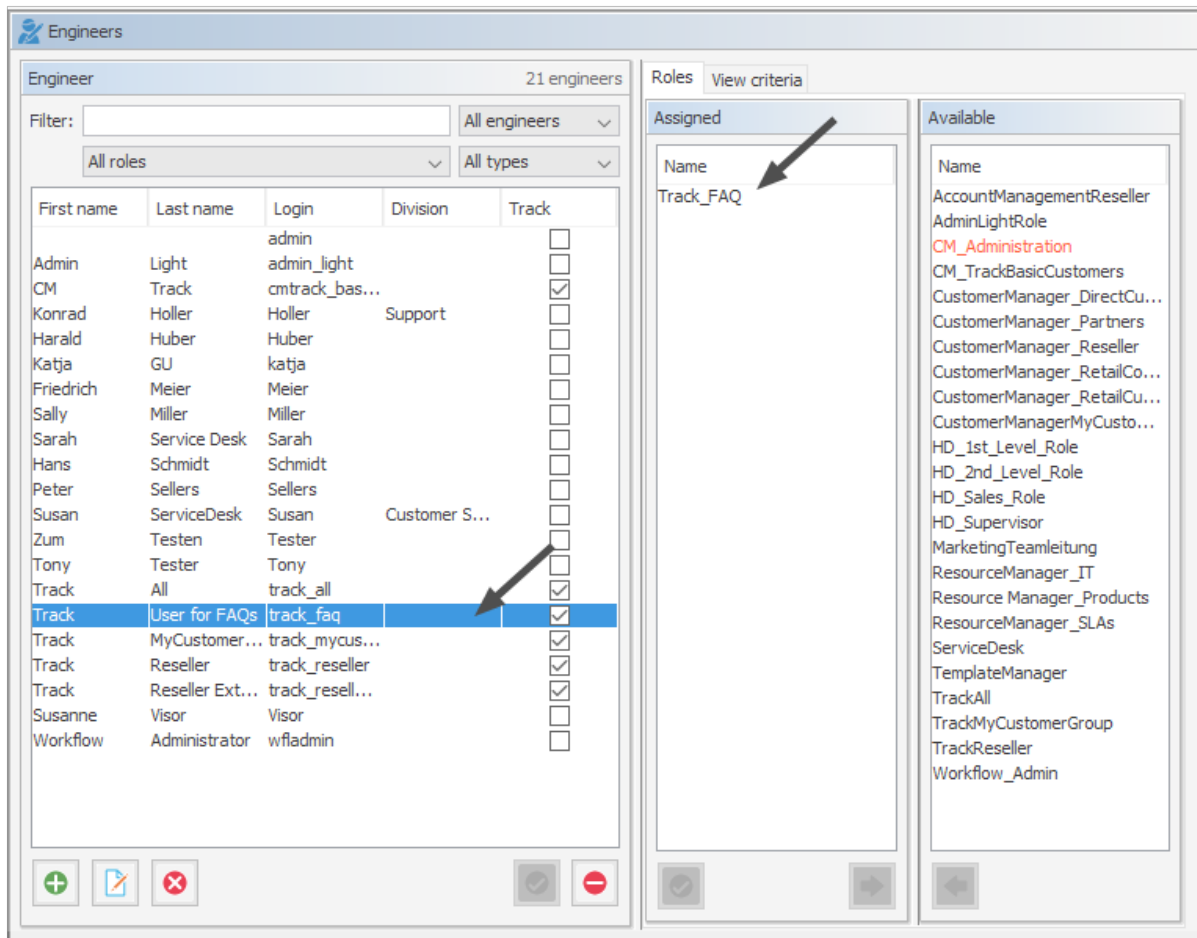 Engineers
Engineer 21 engineers
Filter: All engineers
All roles All types
First name Last name Login Division Track
admin
Admin Light admin_light
CM Track cmtrack_bas...
Konrad Holler Holler Support
Harald Huber Huber
Katja GU katja
Friedrich Meier Meier
Sally Miller Miller
Sarah Service Desk Sarah
Hans Schmidt Schmidt
Peter Sellers Sellers
Susan ServiceDesk Susan Customer S...
Zum Testen Tester
Tony Tester Tony
Track All track_all
Track User for FAQs track_faq
Track MyCustomer... track_mycus...
Track Reseller track_reseller
Track Reseller Ext... track_resell...
Susanne Visor Visor
Workflow Administrator wfladmin
Roles View criteria
Assigned
Name
Track_FAQ
Available
Name
AccountManagementReseller
AdminLightRole
CM_Administration
CM_TrackBasicCustomers
CustomerManager_DirectCu...
CustomerManager_Partners
CustomerManager_Reseller
CustomerManager_RetailCo...
CustomerManager_RetailCu...
CustomerManagerMyCusto...
HD_1st_Level_Role
HD_2nd_Level_Role
HD_Sales_Role
HD_Supervisor
MarketingTeamleitung
ResourceManager_IT
Resource Manager_Products
ResourceManager_SLAs
ServiceDesk
TemplateManager
TrackAll
TrackMyCustomerGroup
TrackReseller
Workflow_Admin